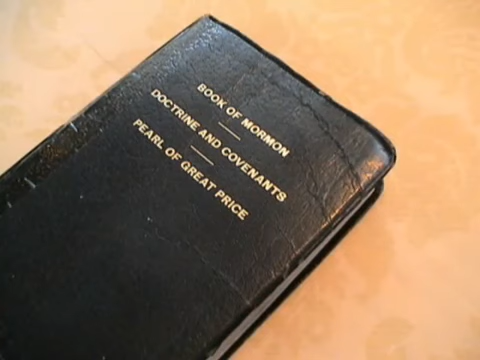 BOOK OF MORMON
DOCTRINE AND COVENANTS
PEARL OF GREAT PRICE